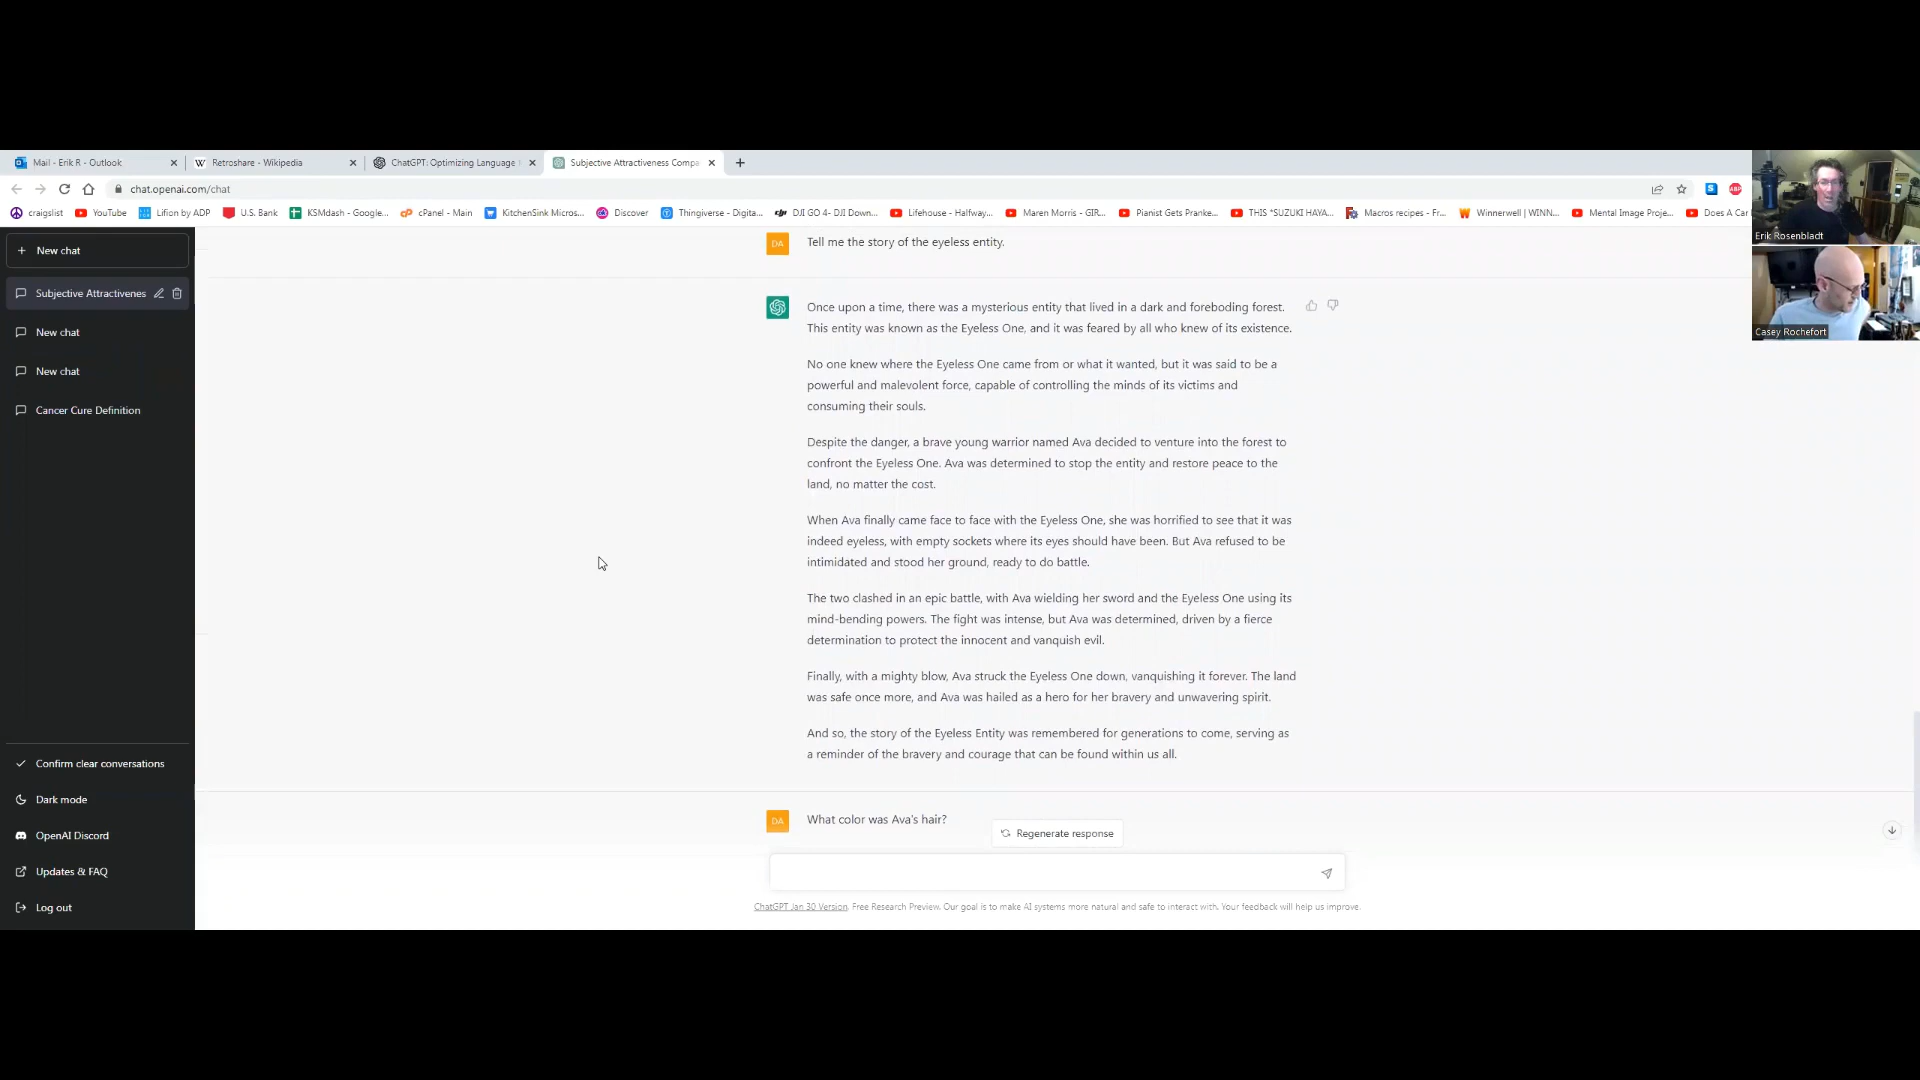 Mail - Erik R - Outlook
Retroshare - Wikipedia
ChatGPT: Optimizing Language
Subjective Attractiveness Compa
chat.openai.com/chat
craigslist
YouTube
Lifion by ADP
U.S. Bank
KSMdash - Google...
cPanel - Main
KitchenSink Micros...
Discover
Thingiverse - Digita...
DJI GO 4- DJI Down...
Lifehouse - Halfway...
Maren Morris - GIR...
Pianist Gets Pranke...
THIS *SUZUKI HAYA...
Macros recipes - Fr...
Winnerwell | WINN...
Mental Image Proje...
Does A Car
Erik Rosenbladt
Casey Rochefort
New chat
Subjective Attractivenes
New chat
New chat
Cancer Cure Definition
Confirm clear conversations
Dark mode
OpenAI Discord
Updates & FAQ
Log out
DA
Tell me the story of the eyeless entity.
Once upon a time, there was a mysterious entity that lived in a dark and foreboding forest.
This entity was known as the Eyeless One, and it was feared by all who knew of its existence.
No one knew where the Eyeless One came from or what it wanted, but it was said to be a
powerful and malevolent force, capable of controlling the minds of its victims and
consuming their souls.
Despite the danger, a brave young warrior named Ava decided to venture into the forest to
confront the Eyeless One. Ava was determined to stop the entity and restore peace to the
land, no matter the cost.
When Ava finally came face to face with the Eyeless One, she was horrified to see that it was
indeed eyeless, with empty sockets where its eyes should have been. But Ava refused to be
intimidated and stood her ground, ready to do battle.
The two clashed in an epic battle, with Ava wielding her sword and the Eyeless One using its
mind-bending powers. The fight was intense, but Ava was determined, driven by a fierce
determination to protect the innocent and vanquish evil.
Finally, with a mighty blow, Ava struck the Eyeless One down, vanquishing it forever. The land
was safe once more, and Ava was hailed as a hero for her bravery and unwavering spirit.
And so, the story of the Eyeless Entity was remembered for generations to come, serving as
a reminder of the bravery and courage that can be found within us all.
DA
What color was Ava's hair?
Regenerate response
ChatGPT Jan 30 Version. Free Research Preview. Our goal is to make AI systems more natural and safe to interact with. Your feedback will help us improve.